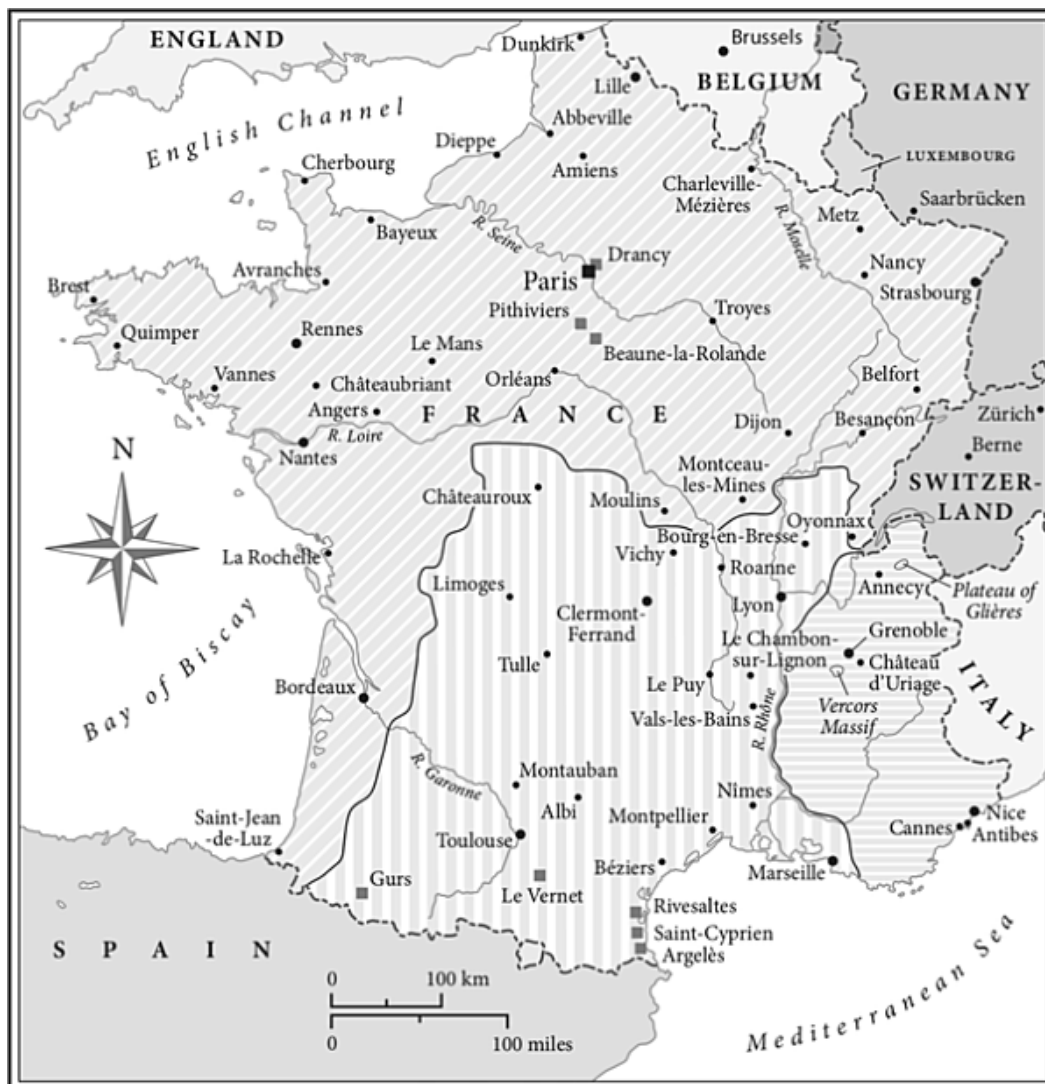 ENGLAND
Dunkirk
Brussels
Lille
BELGIUM
GERMANY
English Channel
Abbeville
Dieppe
Amiens
LUXEMBOURG
Cherbourg
Charleville-
Mézières
Saarbrücken
Metz
Bayeux
R. Seine
R. Moselle
Drancy
Nancy
Avranches
Paris
Brest
Strasbourg
Pithiviers
Troyes
Quimper
Rennes
Le Mans
Beaune-la-Rolande
Vannes
Châteaubriant
Orléans
Belfort
Angers
FRANCE
Dijon
Besançon
Zürich
R. Loire
Berne
N
Nantes
Montceau-
les-Mines
SWITZER-
LAND
Châteauroux
Moulins
Oyonnax
Bourg-en-Bresse
La Rochelle
Vichy
Roanne
Limoges
Annecy
Plateau of
Glières
Clermont-
Ferrand
Lyon
Bay of Biscay
Le Chambon-
sur-Lignon
Grenoble
Tulle
Château
d'Uriage
Le Puy
ITALY
Bordeaux
Vercors
Massif
Vals-les-Bains
R. Rhône
R. Garonne
Montauban
Albi
Nîmes
Saint-Jean
-de-Luz
Montpellier
Nice
Toulouse
Cannes
Antibes
Béziers
Marseille
Gurs
Le Vernet
Rivesaltes
Saint-Cyprien
Argelès
SPAIN
0 100 km
0 100 miles
Mediterranean Sea